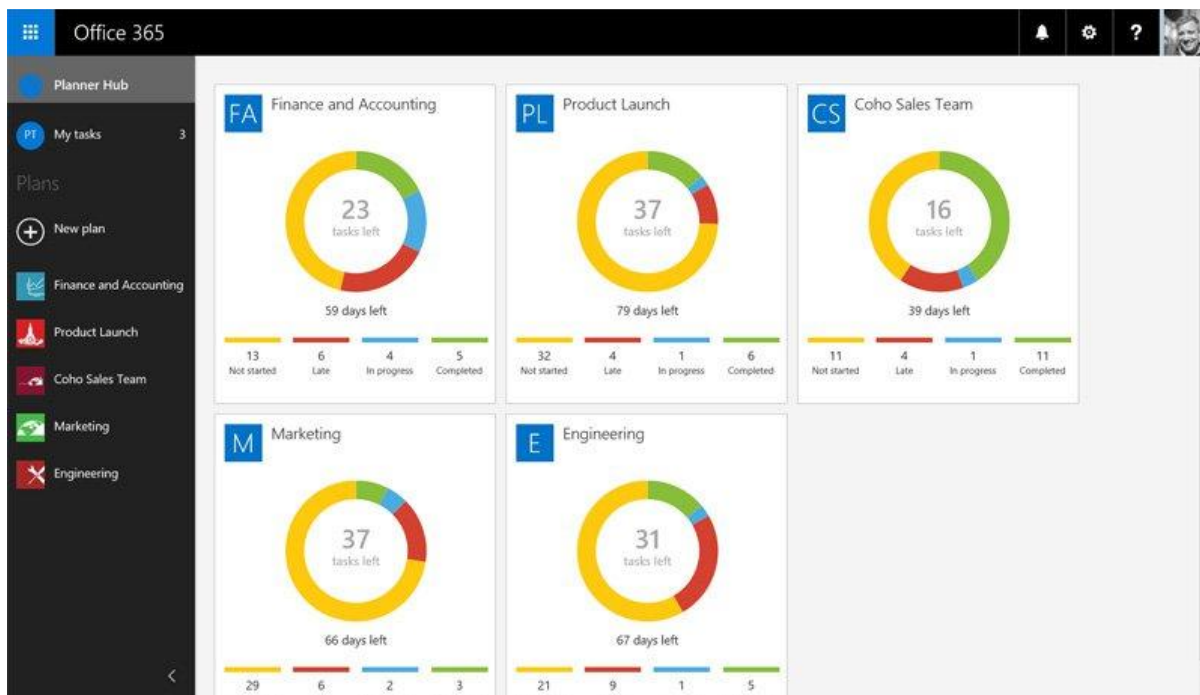 Office 365
?
Planner Hub
PT My tasks 3
Plans
New plan
Finance and Accounting
Product Launch
Coho Sales Team
Marketing
Engineering
FA Finance and Accounting
23
tasks left
59 days left
13 6 4 5
Not started Late In progress Completed
PL Product Launch
37
tasks left
79 days left
32 4 1 6
Not started Late In progress Completed
CS Coho Sales Team
16
tasks left
39 days left
11 4 1 11
Not started Late In progress Completed
M Marketing
37
tasks left
66 days left
29 6 2 3
E Engineering
31
tasks left
67 days left
21 9 1 5